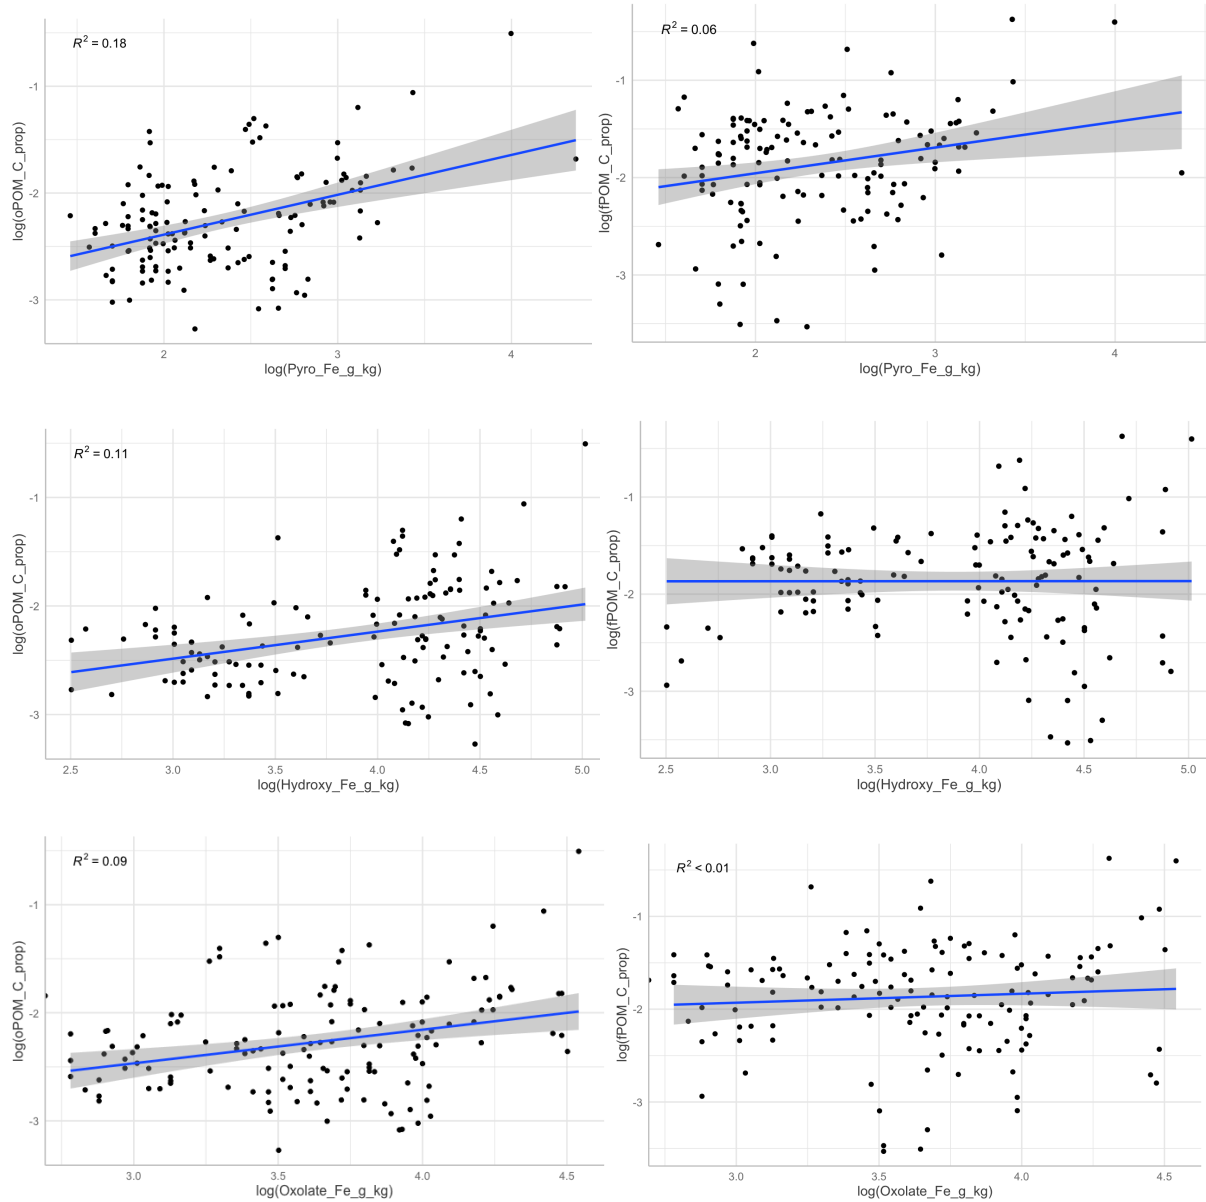 R² = 0.18
-1
-2
-3
log(oPOM_C_prop)
2
3
4
log(Pyro_Fe_g_kg)
R² = 0.06
-1
-2
-3
log(fPOM_C_prop)
2
3
4
log(Pyro_Fe_g_kg)
R² = 0.11
-1
-2
-3
log(oPOM_C_prop)
2.5
3.0
3.5
4.0
4.5
5.0
log(Hydroxy_Fe_g_kg)
-1
-2
-3
log(fPOM_C_prop)
2.5
3.0
3.5
4.0
4.5
5.0
log(Hydroxy_Fe_g_kg)
R² = 0.09
-1
-2
-3
log(oPOM_C_prop)
3.0
3.5
4.0
4.5
log(Oxolate_Fe_g_kg)
R² < 0.01
-1
-2
-3
log(fPOM_C_prop)
3.0
3.5
4.0
4.5
log(Oxolate_Fe_g_kg)